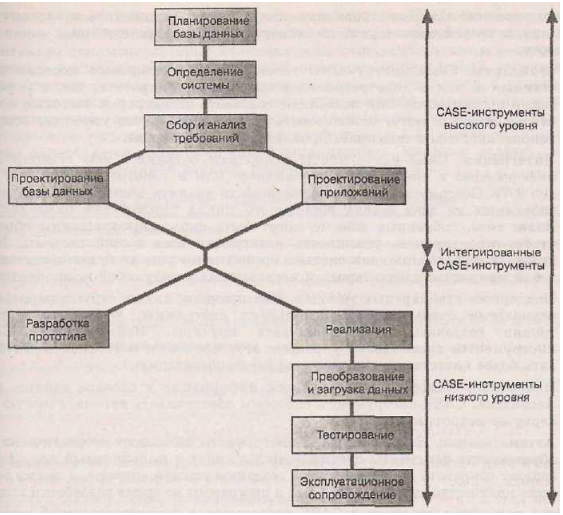 Планирование
базы данных
Определение
системы
Сбор и анализ
требований
CASE-инструменты
высокого уровня
Проектирование
базы данных
Проектирование
приложений
Интегрированные
CASE-инструменты
Разработка
прототипа
Реализация
Преобразование
и загрузка данных
CASE-инструменты
низкого уровня
Тестирование
Эксплуатационное
сопровождение